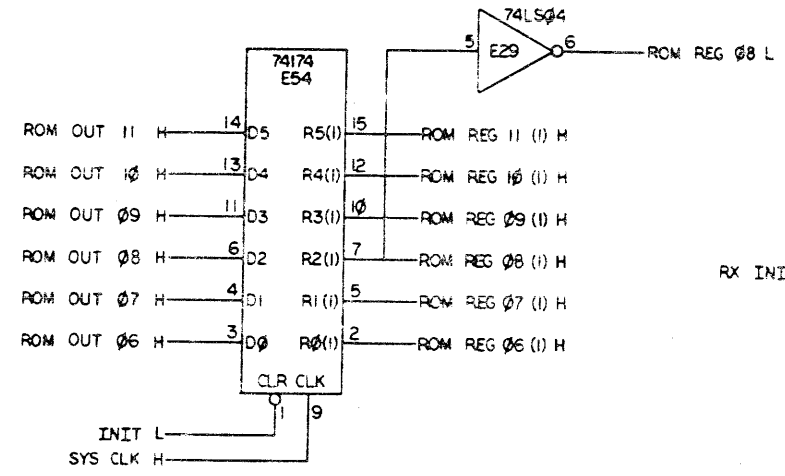 74LSØ4
5 E29 6 ROM REG Ø8 L
74174
E54
ROM OUT 11 H 14 D5 R5(1) 15 ROM REG 11 (1) H
ROM OUT 1Ø H 13 D4 R4(1) 12 ROM REG 1Ø (1) H
ROM OUT Ø9 H 11 D3 R3(1) 1Ø ROM REG Ø9 (1) H
ROM OUT Ø8 H 6 D2 R2(1) 7 ROM REG Ø8 (1) H
RX INI
ROM OUT Ø7 H 4 D1 R1(1) 5 ROM REG Ø7 (1) H
ROM OUT Ø6 H 3 DØ RØ(1) 2 ROM REG Ø6 (1) H
CLR CLK
1 9
INIT L
SYS CLK H